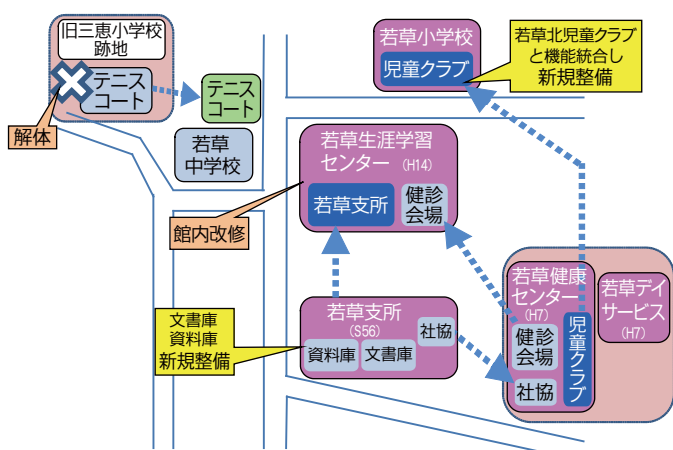 旧三恵小学校
跡地
テニス
コート
解体
テニス
コート
若草
中学校
若草小学校
児童クラブ
若草北児童クラブ
と機能統合し
新規整備
若草生涯学習
センター (H14)
若草支所
健診
会場
館内改修
若草支所
(S56)
資料庫
文書庫
社協
文書庫
資料庫
新規整備
若草健康
センター
(H7)
健診
会場
社協
児童クラブ
若草デイ
サービス
(H7)